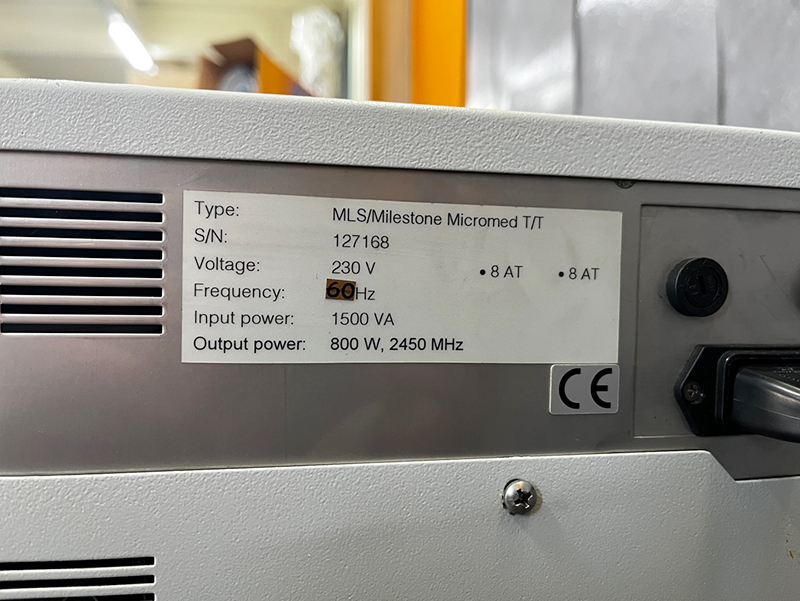 Type: MLS/Milestone Micromed T/T
S/N: 127168
Voltage: 230 V • 8 AT • 8 AT
Frequency: 60Hz
Input power: 1500 VA
Output power: 800 W, 2450 MHz
CE